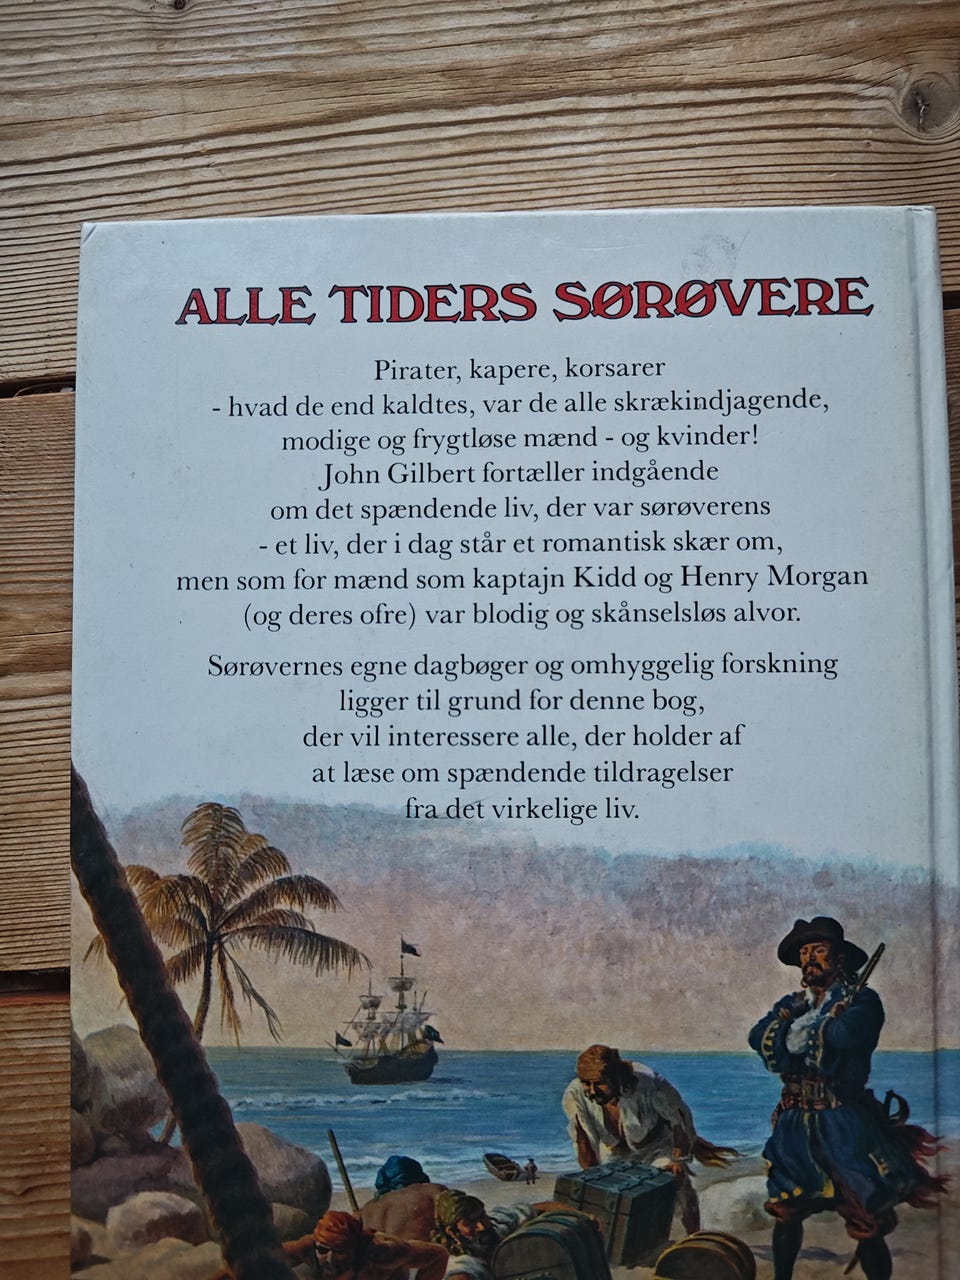 ALLE TIDERS SØRØVERE
Pirater, kapere, korsarer
- hvad de end kaldtes, var de alle skrækindjagende,
modige og frygtløse mænd - og kvinder!
John Gilbert fortæller indgående
om det spændende liv, der var sørøverens
- et liv, der i dag står et romantisk skær om,
men som for mænd som kaptajn Kidd og Henry Morgan
(og deres ofre) var blodig og skånselsløs alvor.
Sørøvernes egne dagbøger og omhyggelig forskning
ligger til grund for denne bog,
der vil interessere alle, der holder af
at læse om spændende tildragelser
fra det virkelige liv.